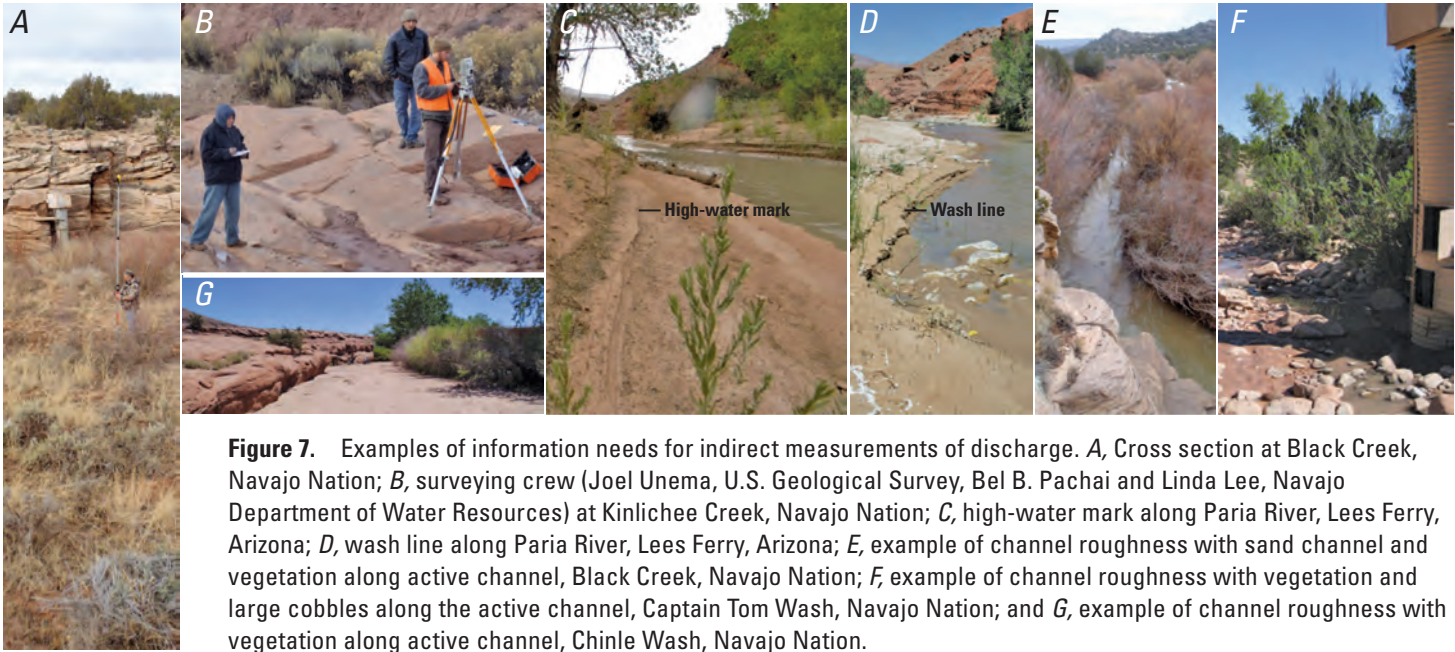 A
B
C
D
E
F
High-water mark
Wash line
G
Figure 7. Examples of information needs for indirect measurements of discharge. A, Cross section at Black Creek,
Navajo Nation; B, surveying crew (Joel Unema, U.S. Geological Survey, Bel B. Pachai and Linda Lee, Navajo
Department of Water Resources) at Kinlichee Creek, Navajo Nation; C, high-water mark along Paria River, Lees Ferry,
Arizona; D, wash line along Paria River, Lees Ferry, Arizona; E, example of channel roughness with sand channel and
vegetation along active channel, Black Creek, Navajo Nation; F, example of channel roughness with vegetation and
large cobbles along the active channel, Captain Tom Wash, Navajo Nation; and G, example of channel roughness with
vegetation along active channel, Chinle Wash, Navajo Nation.